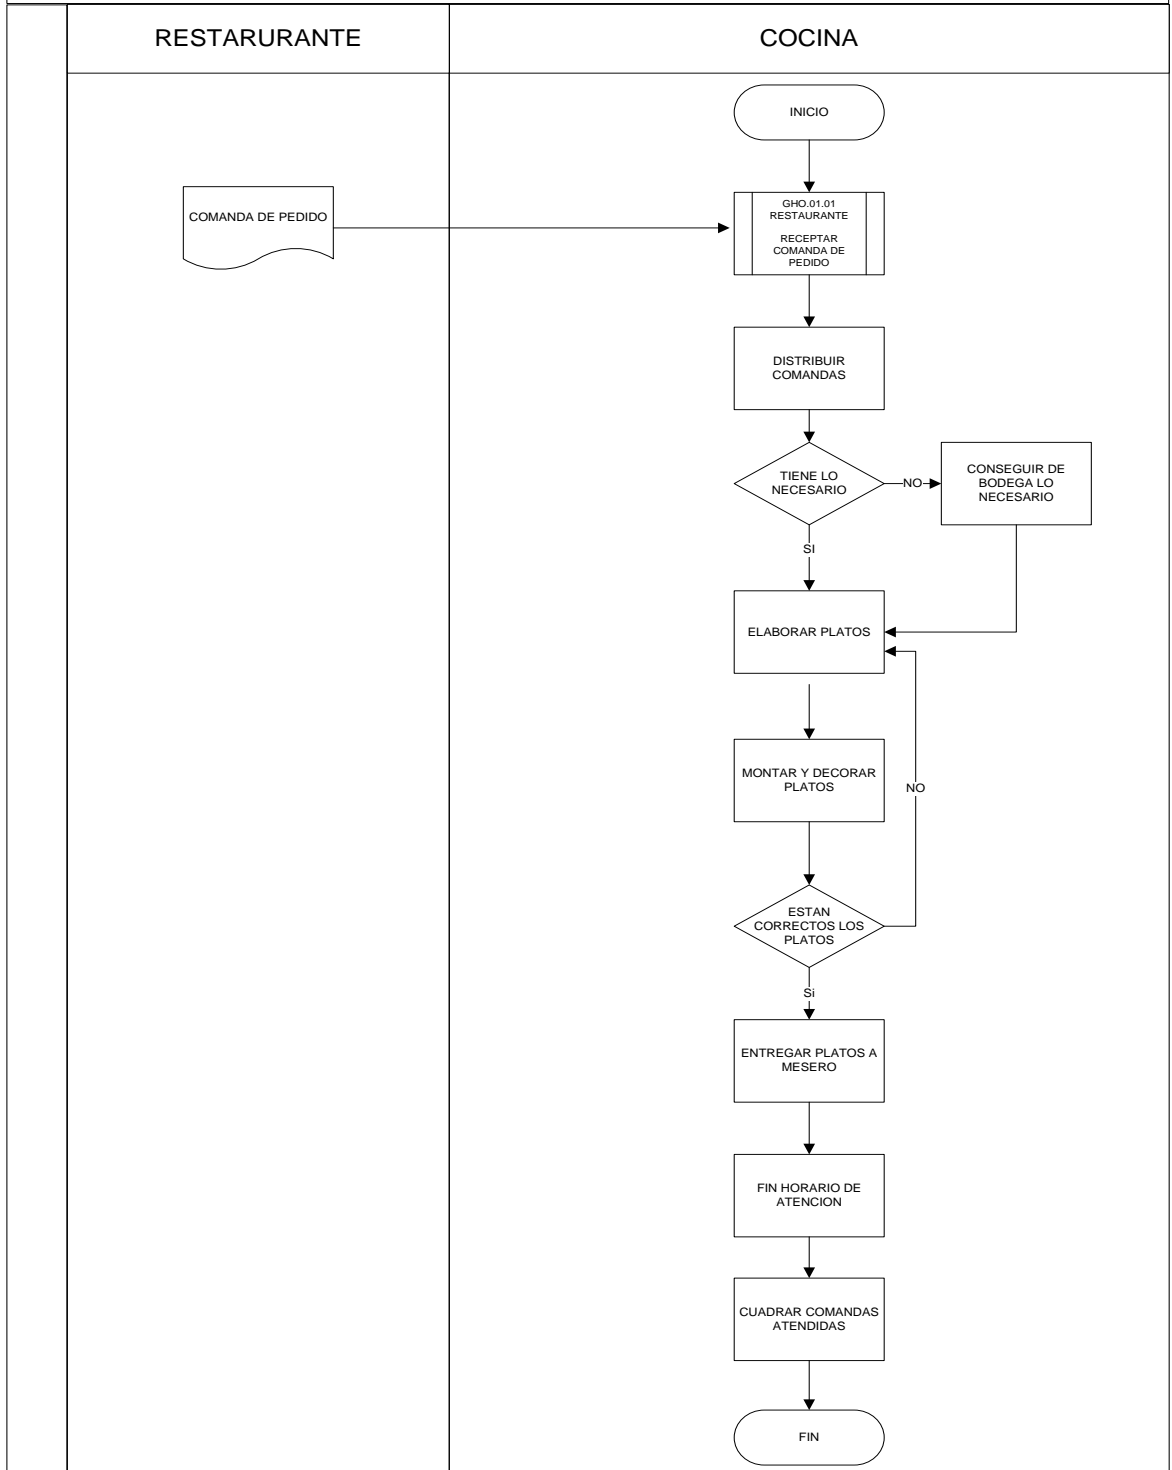 RESTARURANTE
COCINA
INICIO
COMANDA DE PEDIDO
GHO.01.01
RESTAURANTE
RECEPTAR
COMANDA DE
PEDIDO
DISTRIBUIR
COMANDAS
TIENE LO
NECESARIO
NO
CONSEGUIR DE
BODEGA LO
NECESARIO
SI
ELABORAR PLATOS
MONTAR Y DECORAR
PLATOS
NO
ESTAN
CORRECTOS LOS
PLATOS
Si
ENTREGAR PLATOS A
MESERO
FIN HORARIO DE
ATENCION
CUADRAR COMANDAS
ATENDIDAS
FIN